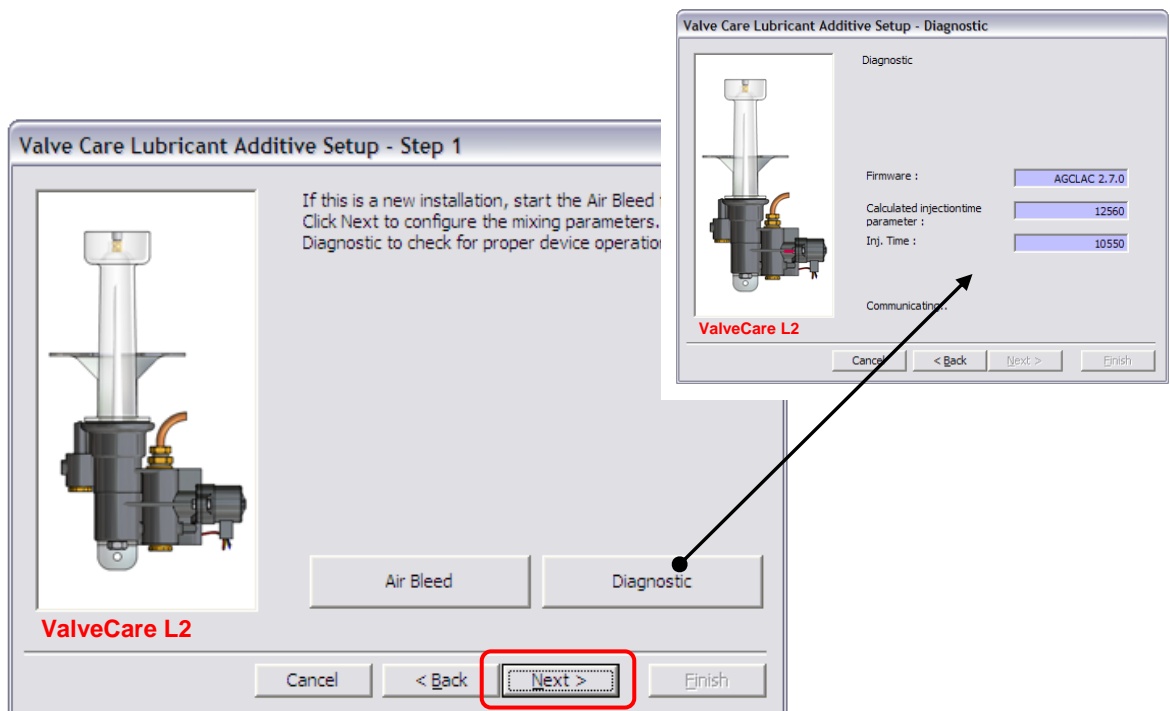 Valve Care Lubricant Additive Setup - Diagnostic
Diagnostic
Firmware :
AGCLAC 2.7.0
Calculated injectiontime
parameter :
12560
Inj. Time :
10550
Communicating..
ValveCare L2
Cancel
< Back
Next >
Finish
Valve Care Lubricant Additive Setup - Step 1
If this is a new installation, start the Air Bleed
Click Next to configure the mixing parameters.
Diagnostic to check for proper device operation
Air Bleed
Diagnostic
ValveCare L2
Cancel
< Back
Next >
Finish